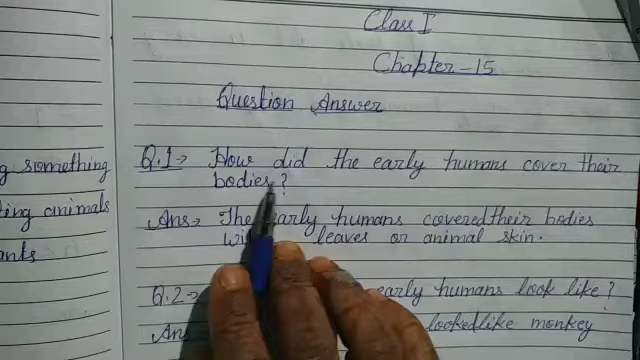 Class I
Chapter-15
Question Answer
g something
ting animals
ants
Q.1→ How did the early humans cover their
bodies?
Ans→ The early humans covered their bodies
leaves or animal skin.
Q.2→ early humans look like?
Ans looked like monkey